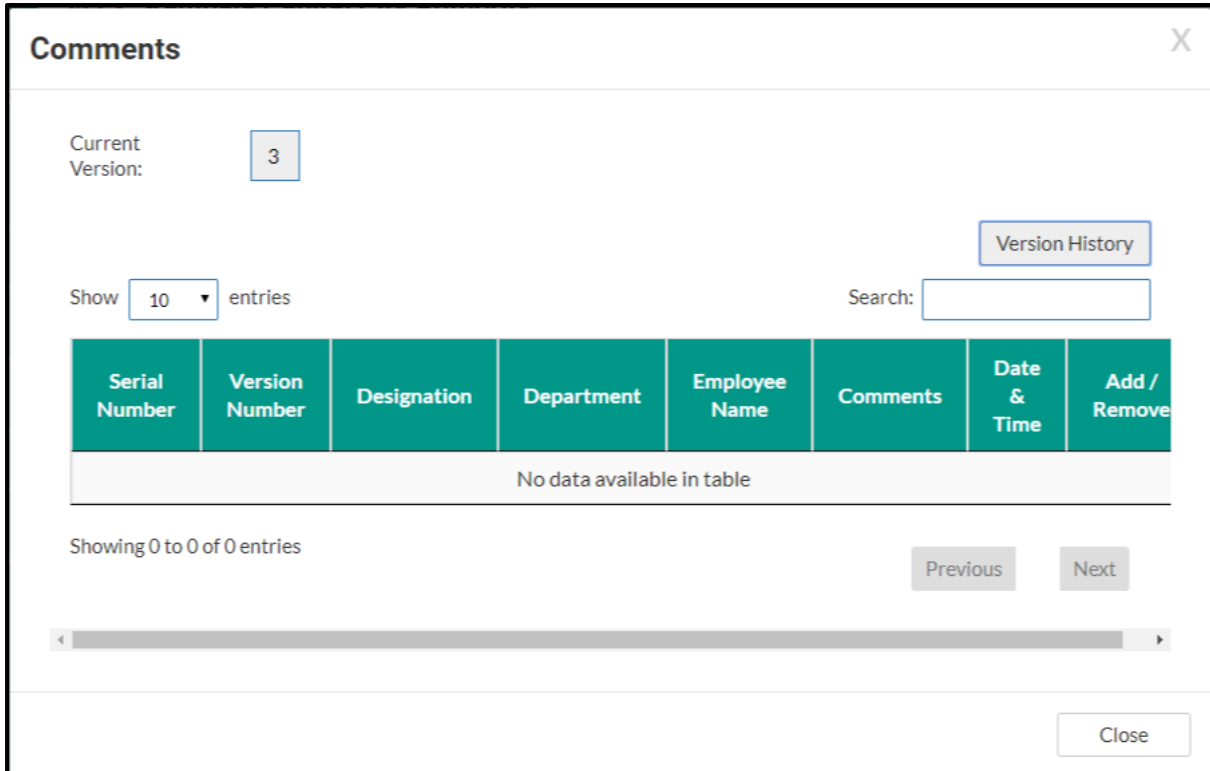 Comments X
Current
Version:
3
Version History
Show 10 entries Search:
Serial Number Version Number Designation Department Employee Name Comments Date & Time Add / Remove
No data available in table
Showing 0 to 0 of 0 entries
Previous Next
Close